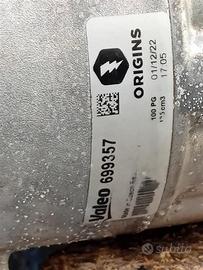 ORIGINS
01/12/22
17:05
100 PG
Valeo 699357
subito